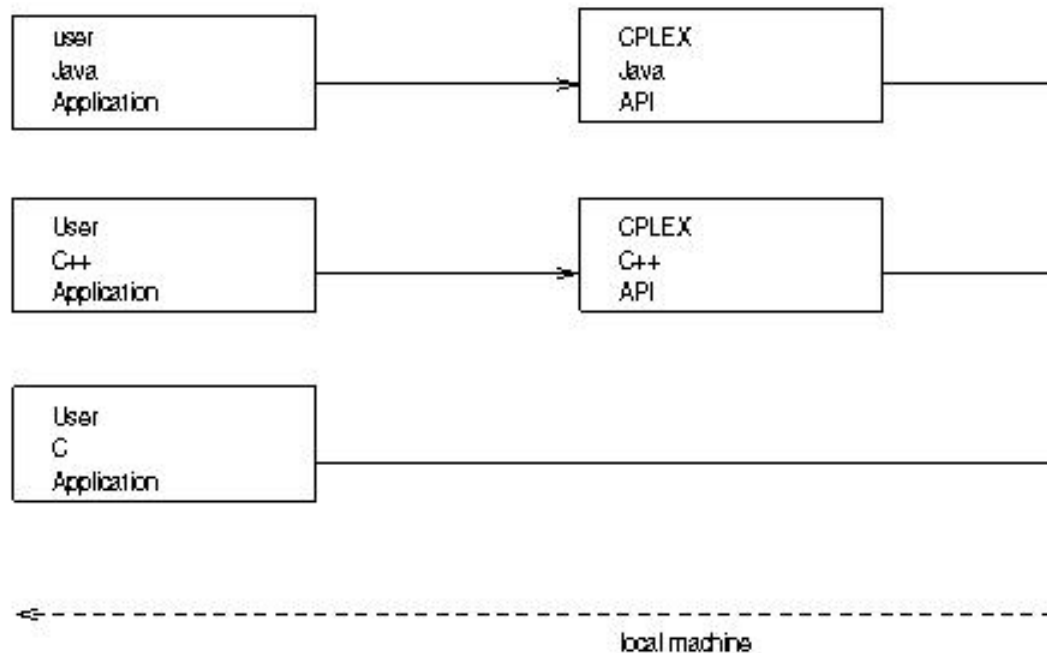 user
Java
Application
CPLEX
Java
API
User
C++
Application
CPLEX
C++
API
User
C
Application
local machine